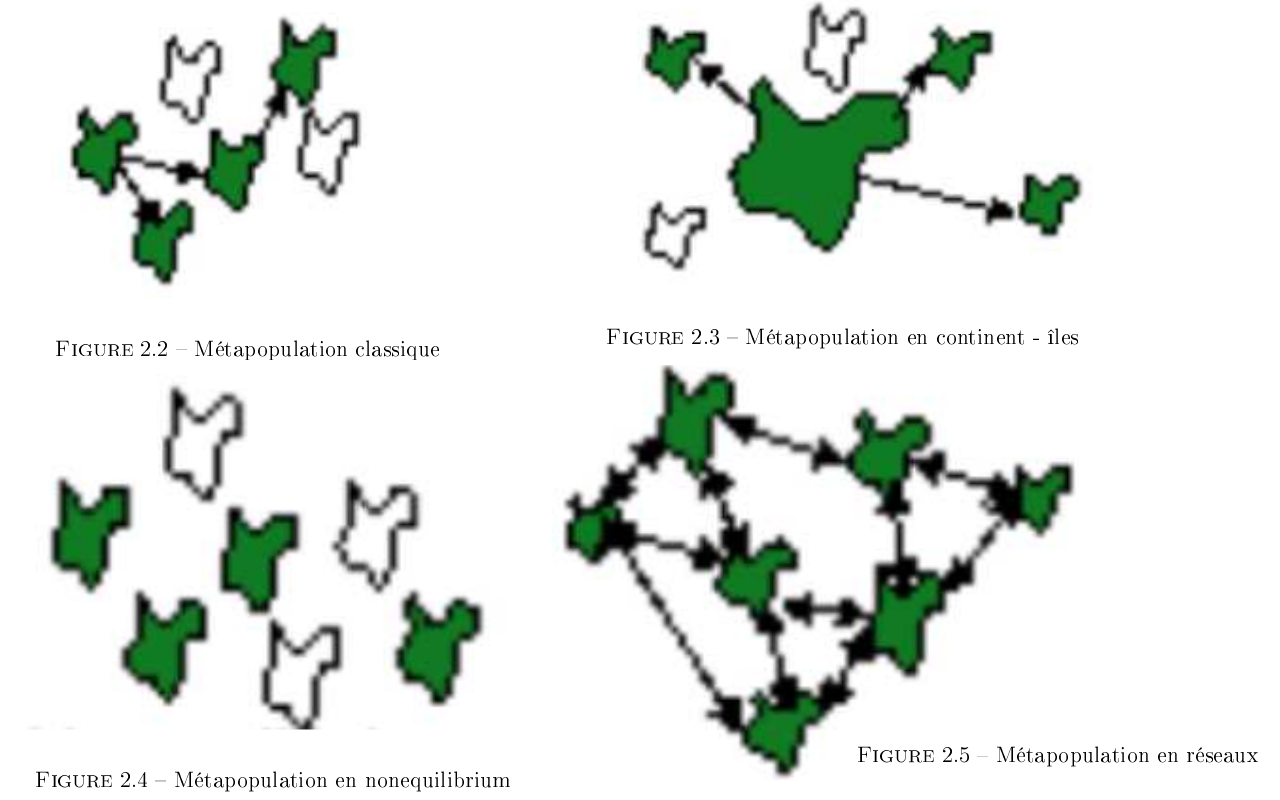 FIGURE 2.2 – Métapopulation classique
FIGURE 2.3 – Métapopulation en continent - îles
FIGURE 2.4 – Métapopulation en nonequilibrium
FIGURE 2.5 – Métapopulation en réseaux